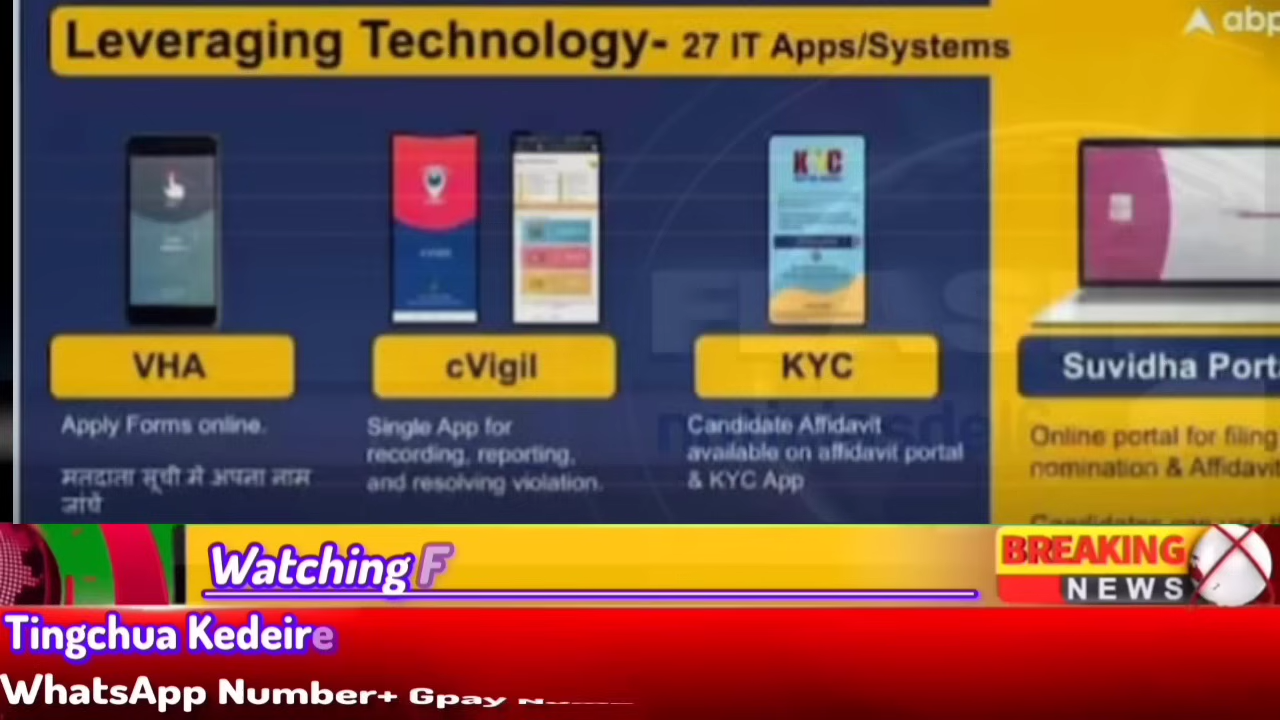 Leveraging Technology- 27 IT Apps/Systems
abp
KYC
VHA
cVigil
KYC
Suvidha Port
Apply Forms online.
मतदाता सूची मे अपना नाम
जांचे
Single App for
recording, reporting,
and resolving violation.
Candidate Affidavit
available on affidavit portal
& KYC App
Online portal for filing
nomination & Affidavit
Watching F
BREAKING
NEWS
Tingchua Kedeire
WhatsApp Number+ Gpay